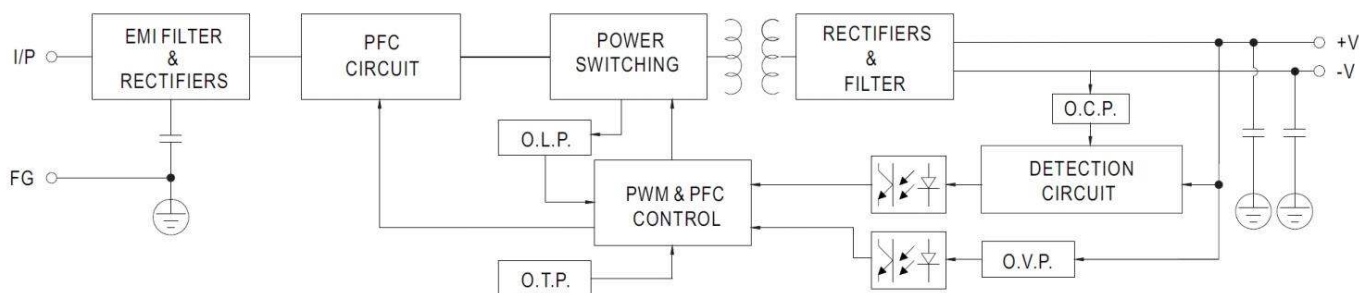 I/P
EMI FILTER
&
RECTIFIERS
PFC
CIRCUIT
POWER
SWITCHING
RECTIFIERS
&
FILTER
+V
-V
O.C.P.
O.L.P.
DETECTION
CIRCUIT
FG
PWM & PFC
CONTROL
O.T.P.
O.V.P.